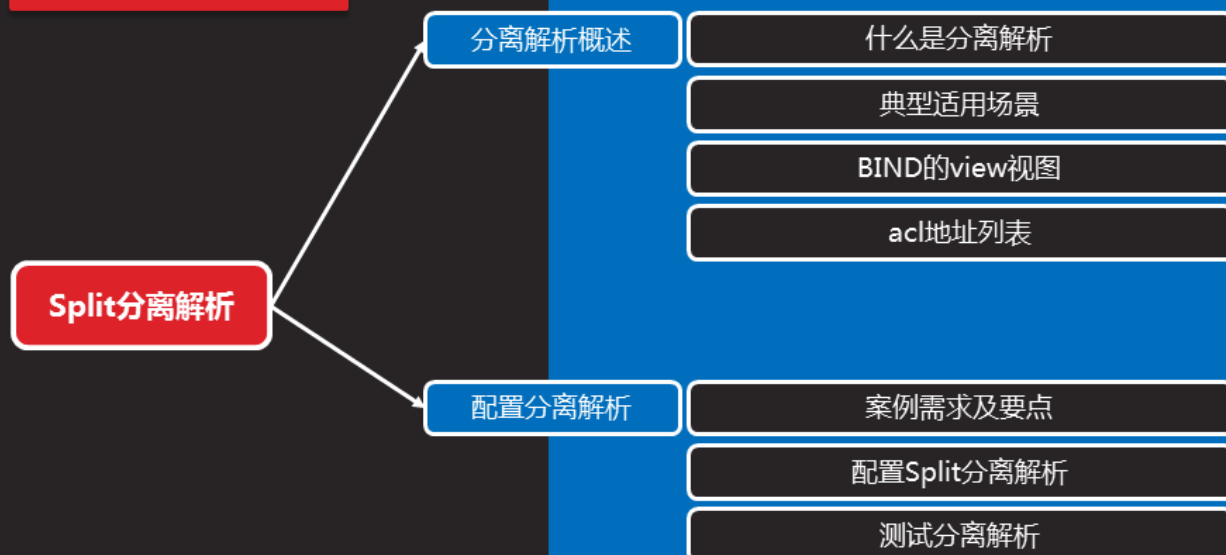 Split分离解析
分离解析概述
什么是分离解析
典型适用场景
BIND的view视图
acl地址列表
配置分离解析
案例需求及要点
配置Split分离解析
测试分离解析